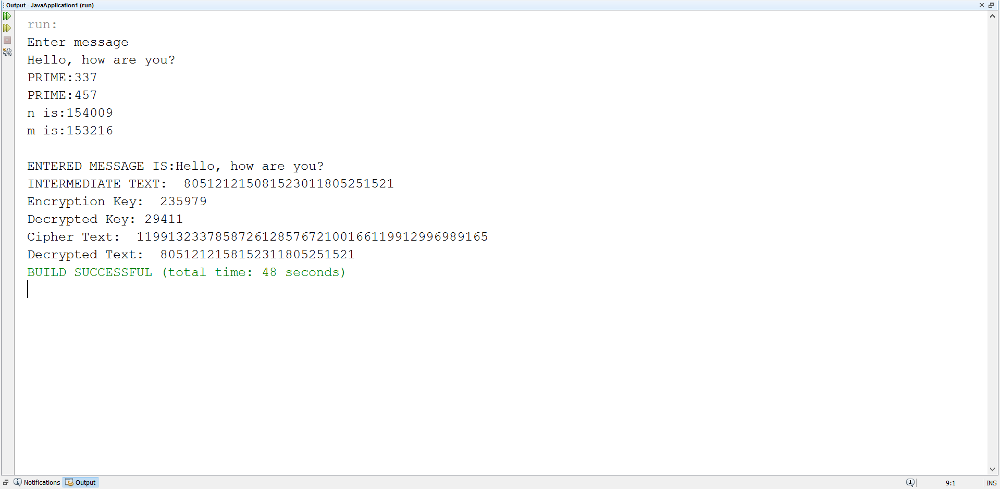 Output - JavaApplication1 (run)
run:
Enter message
Hello, how are you?
PRIME:337
PRIME:457
n is:154009
m is:153216
ENTERED MESSAGE IS:Hello, how are you?
INTERMEDIATE TEXT:  805121215081523011805251521
Encryption Key:  235979
Decrypted Key: 29411
Cipher Text:  119913233785872612857672100166119912996989165
Decrypted Text:  8051212158152311805251521
BUILD SUCCESSFUL (total time: 48 seconds)
Notifications Output 1 9:1 INS